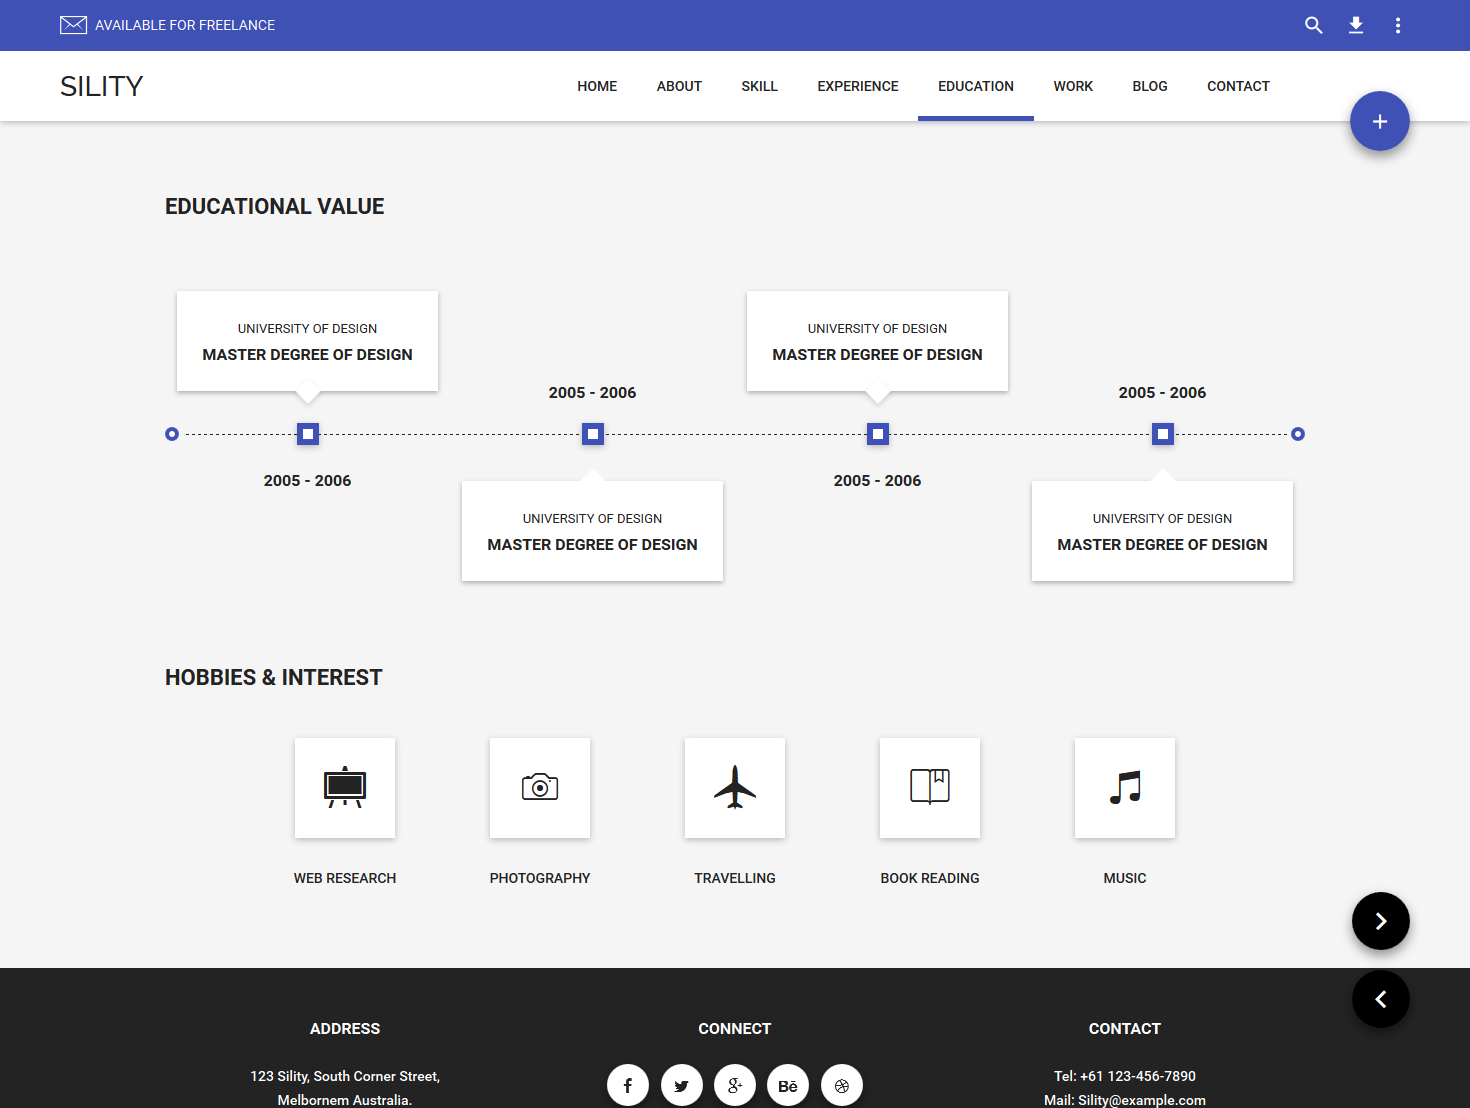 AVAILABLE FOR FREELANCE
SILITY
HOME ABOUT SKILL EXPERIENCE EDUCATION WORK BLOG CONTACT
EDUCATIONAL VALUE
UNIVERSITY OF DESIGN
MASTER DEGREE OF DESIGN
2005 - 2006
2005 - 2006
UNIVERSITY OF DESIGN
MASTER DEGREE OF DESIGN
UNIVERSITY OF DESIGN
MASTER DEGREE OF DESIGN
2005 - 2006
2005 - 2006
UNIVERSITY OF DESIGN
MASTER DEGREE OF DESIGN
HOBBIES & INTEREST
WEB RESEARCH
PHOTOGRAPHY
TRAVELLING
BOOK READING
MUSIC
ADDRESS
123 Sility, South Corner Street,
Melbornem Australia.
CONNECT
CONTACT
Tel: +61 123-456-7890
Mail: Sility@example.com